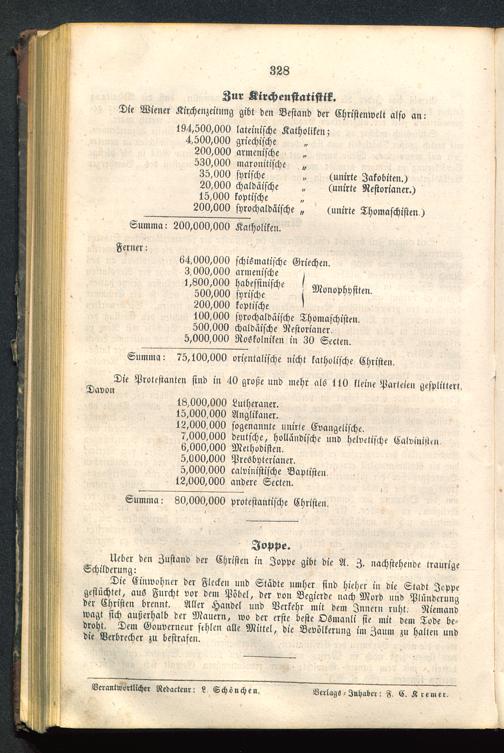 328
Zur Kirchenstatistik.
Die Wiener Kirchenzeitung gibt den Bestand der Christenwelt also an:
194,500,000 lateinische Katholiken;
4,500,000 griechische „
200,000 armenische „
530,000 maronitische „
35,000 syrische „ (unirte Jakobiten.)
20,000 chaldäische „ (unirte Nestorianer.)
15,000 koptische „
200,000 syrochaldäische „ (unirte Thomaschisten.)
Summa: 200,000,000 Katholiken.
Ferner:
64,000,000 schismatische Griechen.
3,000,000 armenische
1,800,000 habessinische
500,000 syrische
200,000 koptische
Monophysiten.
100,000 syrochaldäische Thomaschisten.
500,000 chaldäische Nestorianer.
5,000,000 Roskolniken in 30 Secten.
Summa: 75,100,000 orientalische nicht katholische Christen.
Die Protestanten sind in 40 große und mehr als 110 kleine Parteien gesplittert.
Davon
18,000,000 Lutheraner.
15,000,000 Anglikaner.
12,000,000 sogenannte unirte Evangelische.
7,000,000 deutsche, holländische und helvetische Calvinisten
6,000,000 Methodisten.
5,000,000 Presbyterianer.
5,000,000 calvinistische Baptisten.
12,000,000 andere Secten.
Summa: 80,000,000 protestantische Christen.
Joppe.
Ueber den Zustand der Christen in Joppe gibt die A. Z. nachstehende traurige
Schilderung:
Die Einwohner der Flecken und Städte umher sind hieher in die Stadt Joppe
geflüchtet, aus Furcht vor dem Pöbel, der von Begierde nach Mord und Plünderung
der Christen brennt. Aller Handel und Verkehr mit dem Innern ruht. Niemand
wagt sich außerhalb der Mauern, wo der erste beste Osmanli sie mit dem Tode be-
droht. Dem Gouverneur fehlen alle Mittel, die Bevölkerung im Zaum zu halten und
die Verbrecher zu bestrafen.
Verantwortlicher Redacteur: L. Schönchen. Verlags-Inhaber: F. C. Kremer.